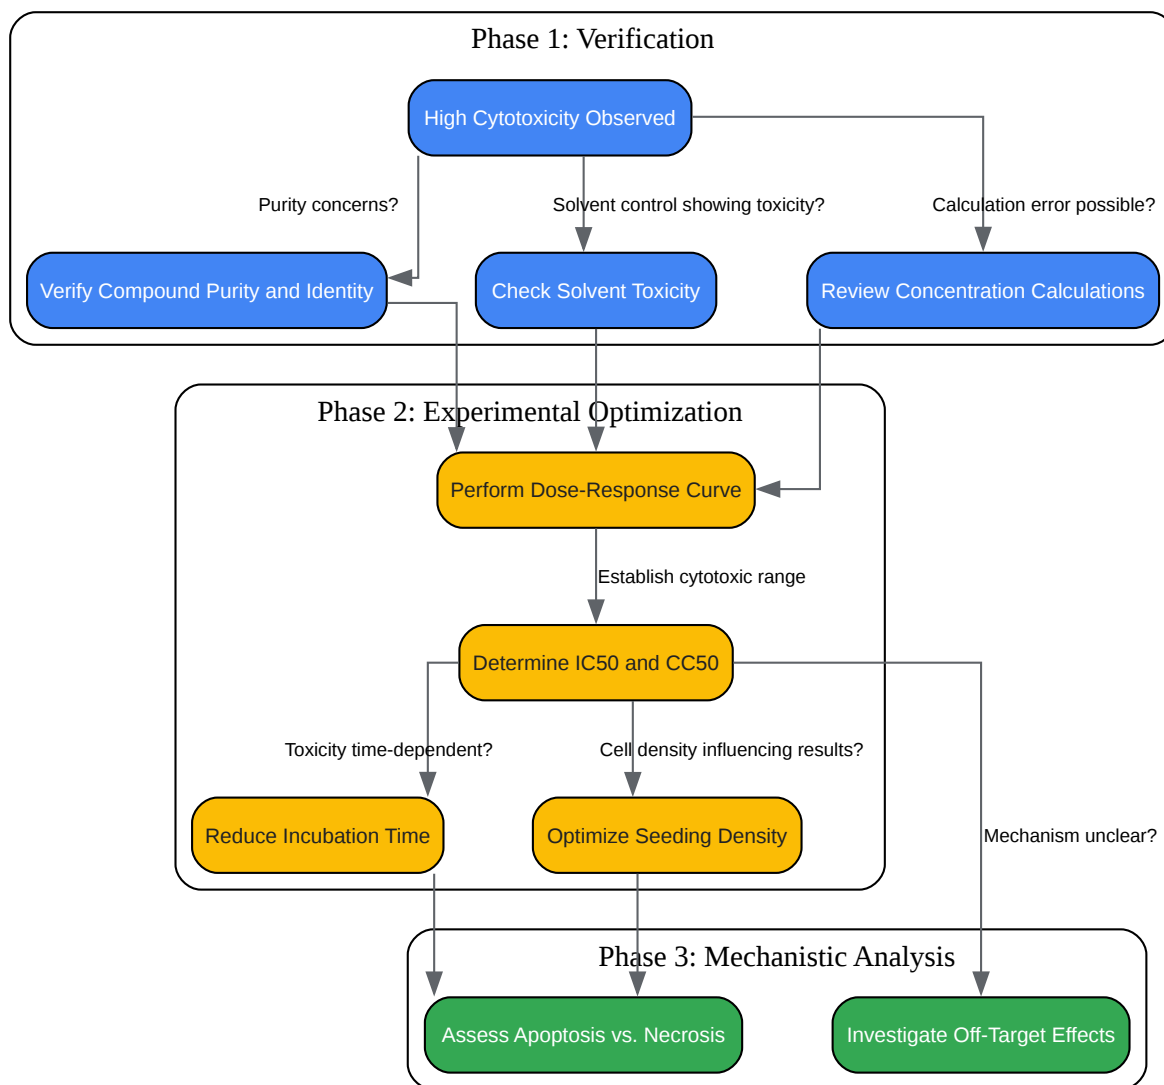 Phase 1: Verification
High Cytotoxicity Observed
Purity concerns?
Solvent control showing toxicity?
Calculation error possible?
Verify Compound Purity and Identity
Check Solvent Toxicity
Review Concentration Calculations
Phase 2: Experimental Optimization
Perform Dose-Response Curve
Establish cytotoxic range
Determine IC50 and CC50
Toxicity time-dependent?
Cell density influencing results?
Reduce Incubation Time
Optimize Seeding Density
Mechanism unclear?
Phase 3: Mechanistic Analysis
Assess Apoptosis vs. Necrosis
Investigate Off-Target Effects